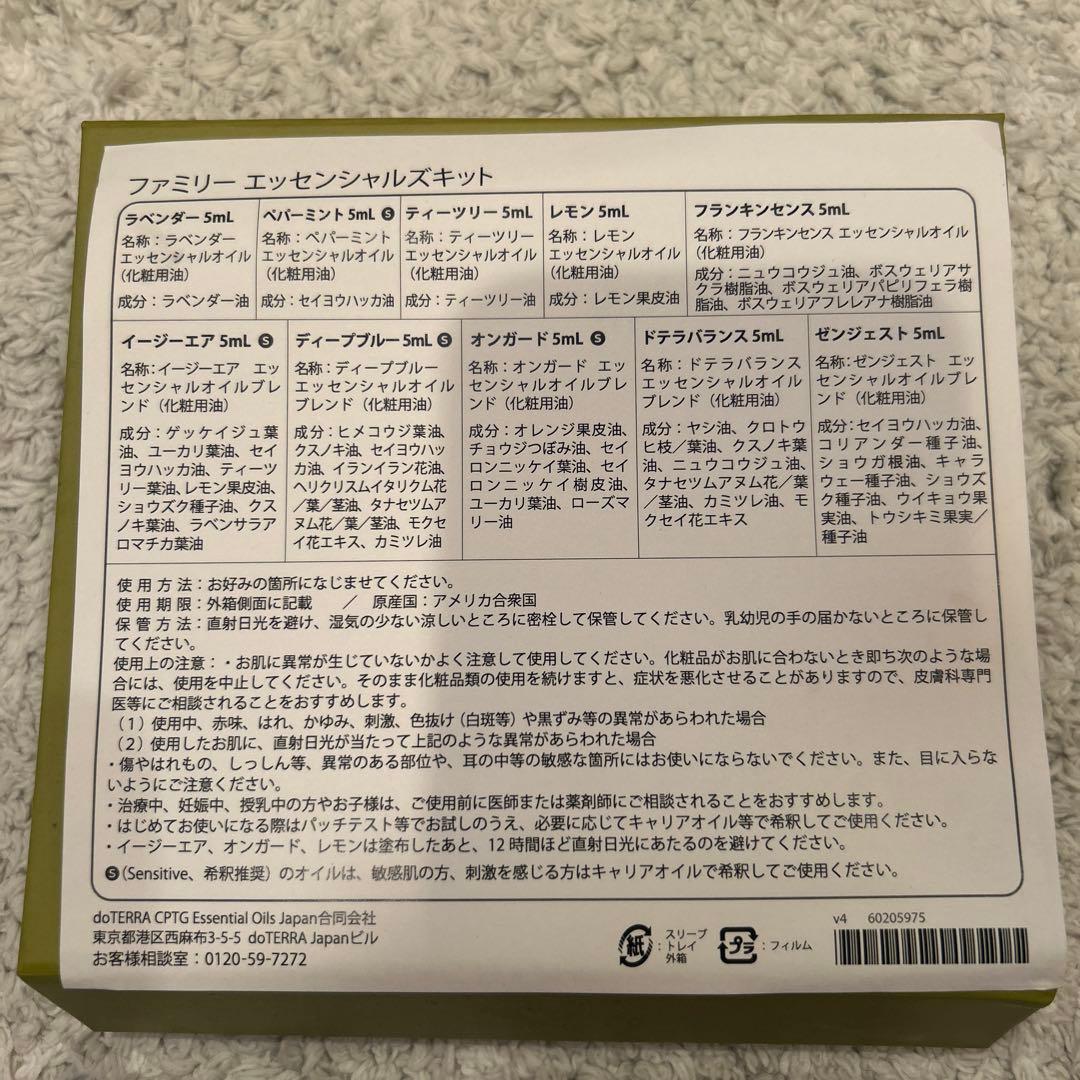 ファミリー エッセンシャルズキット
ラベンダー 5mL
名称：ラベンダー
エッセンシャルオイル
（化粧用油）
成分：ラベンダー油
ペパーミント 5mL S
名称：ペパーミント
エッセンシャルオイル
（化粧用油）
成分：セイヨウハッカ油
ティーツリー 5mL
名称：ティーツリー
エッセンシャルオイル
（化粧用油）
成分：ティーツリー油
レモン 5mL
名称：レモン
エッセンシャルオイル
（化粧用油）
成分：レモン果皮油
フランキンセンス 5mL
名称：フランキンセンス エッセンシャルオイル
（化粧用油）
成分：ニュウコウジュ油、ボスウェリアサ
クラ樹脂油、ボスウェリアパピリフェラ樹
脂油、ボスウェリアフレレアナ樹脂油
イージーエア 5mL S
名称：イージーエア エッ
センシャルオイルブレ
ンド（化粧用油）
成分：ゲッケイジュ葉
油、ユーカリ葉油、セイ
ヨウハッカ油、ティーツ
リー葉油、レモン果皮油、
ショウズク種子油、クス
ノキ葉油、ラベンサラア
ロマチカ葉油
ディープブルー 5mL S
名称：ディープブルー
エッセンシャルオイル
ブレンド（化粧用油）
成分：ヒメコウジ葉油、
クスノキ油、セイヨウハッ
カ油、イランイラン花油、
ヘリクリスムイタリクム花
／葉／茎油、タナセツムア
ヌム花／葉／茎油、モクセ
イ花エキス、カミツレ油
オンガード 5mL S
名称：オンガード エッ
センシャルオイルブレ
ンド（化粧用油）
成分：オレンジ果皮油、
チョウジつぼみ油、セイ
ロンニッケイ葉油、セイ
ロンニッケイ樹皮油、
ユーカリ葉油、ローズマ
リー油
ドテラバランス 5mL
名称：ドテラバランス
エッセンシャルオイル
ブレンド（化粧用油）
成分：ヤシ油、クロトウ
ヒ枝／葉油、クスノキ葉
油、ニュウコウジュ油、
タナセツムアヌム花／葉
／茎油、カミツレ油、モ
クセイ花エキス
ゼンジェスト 5mL
名称：ゼンジェスト エッ
センシャルオイルブレ
ンド（化粧用油）
成分：セイヨウハッカ油、
コリアンダー種子油、
ショウガ根油、キャラ
ウェー種子油、ショウズ
ク種子油、ウイキョウ果
実油、トウシキミ果実／
種子油
使用方法：お好みの箇所になじませてください。
使用期限：外箱側面に記載 ／ 原産国：アメリカ合衆国
保管方法：直射日光を避け、湿気の少ない涼しいところに密栓して保管してください。乳幼児の手の届かないところに保管し
てください。
使用上の注意：・お肌に異常が生じていないかよく注意して使用してください。化粧品がお肌に合わないとき即ち次のような場
合には、使用を中止してください。そのまま化粧品類の使用を続けますと、症状を悪化させることがありますので、皮膚科専門
医等にご相談されることをおすすめします。
（1）使用中、赤味、はれ、かゆみ、刺激、色抜け（白斑等）や黒ずみ等の異常があらわれた場合
（2）使用したお肌に、直射日光が当たって上記のような異常があらわれた場合
・傷やはれもの、しっしん等、異常のある部位や、耳の中等の敏感な箇所にはお使いにならないでください。また、目に入らな
いようにご注意ください。
・治療中、妊娠中、授乳中の方やお子様は、ご使用前に医師または薬剤師にご相談されることをおすすめします。
・はじめてお使いになる際はパッチテスト等でお試しのうえ、必要に応じてキャリアオイル等で希釈してご使用ください。
・イージーエア、オンガード、レモンは塗布したあと、12時間ほど直射日光にあたるのを避けてください。
S（Sensitive、希釈推奨）のオイルは、敏感肌の方、刺激を感じる方はキャリアオイルで希釈してご使用ください。
doTERRA CPTG Essential Oils Japan合同会社
東京都港区西麻布3-5-5 doTERRA Japanビル
お客様相談室：0120-59-7272
紙：スリーブ
トレイ
外箱
プラ：フィルム
v4 60205975